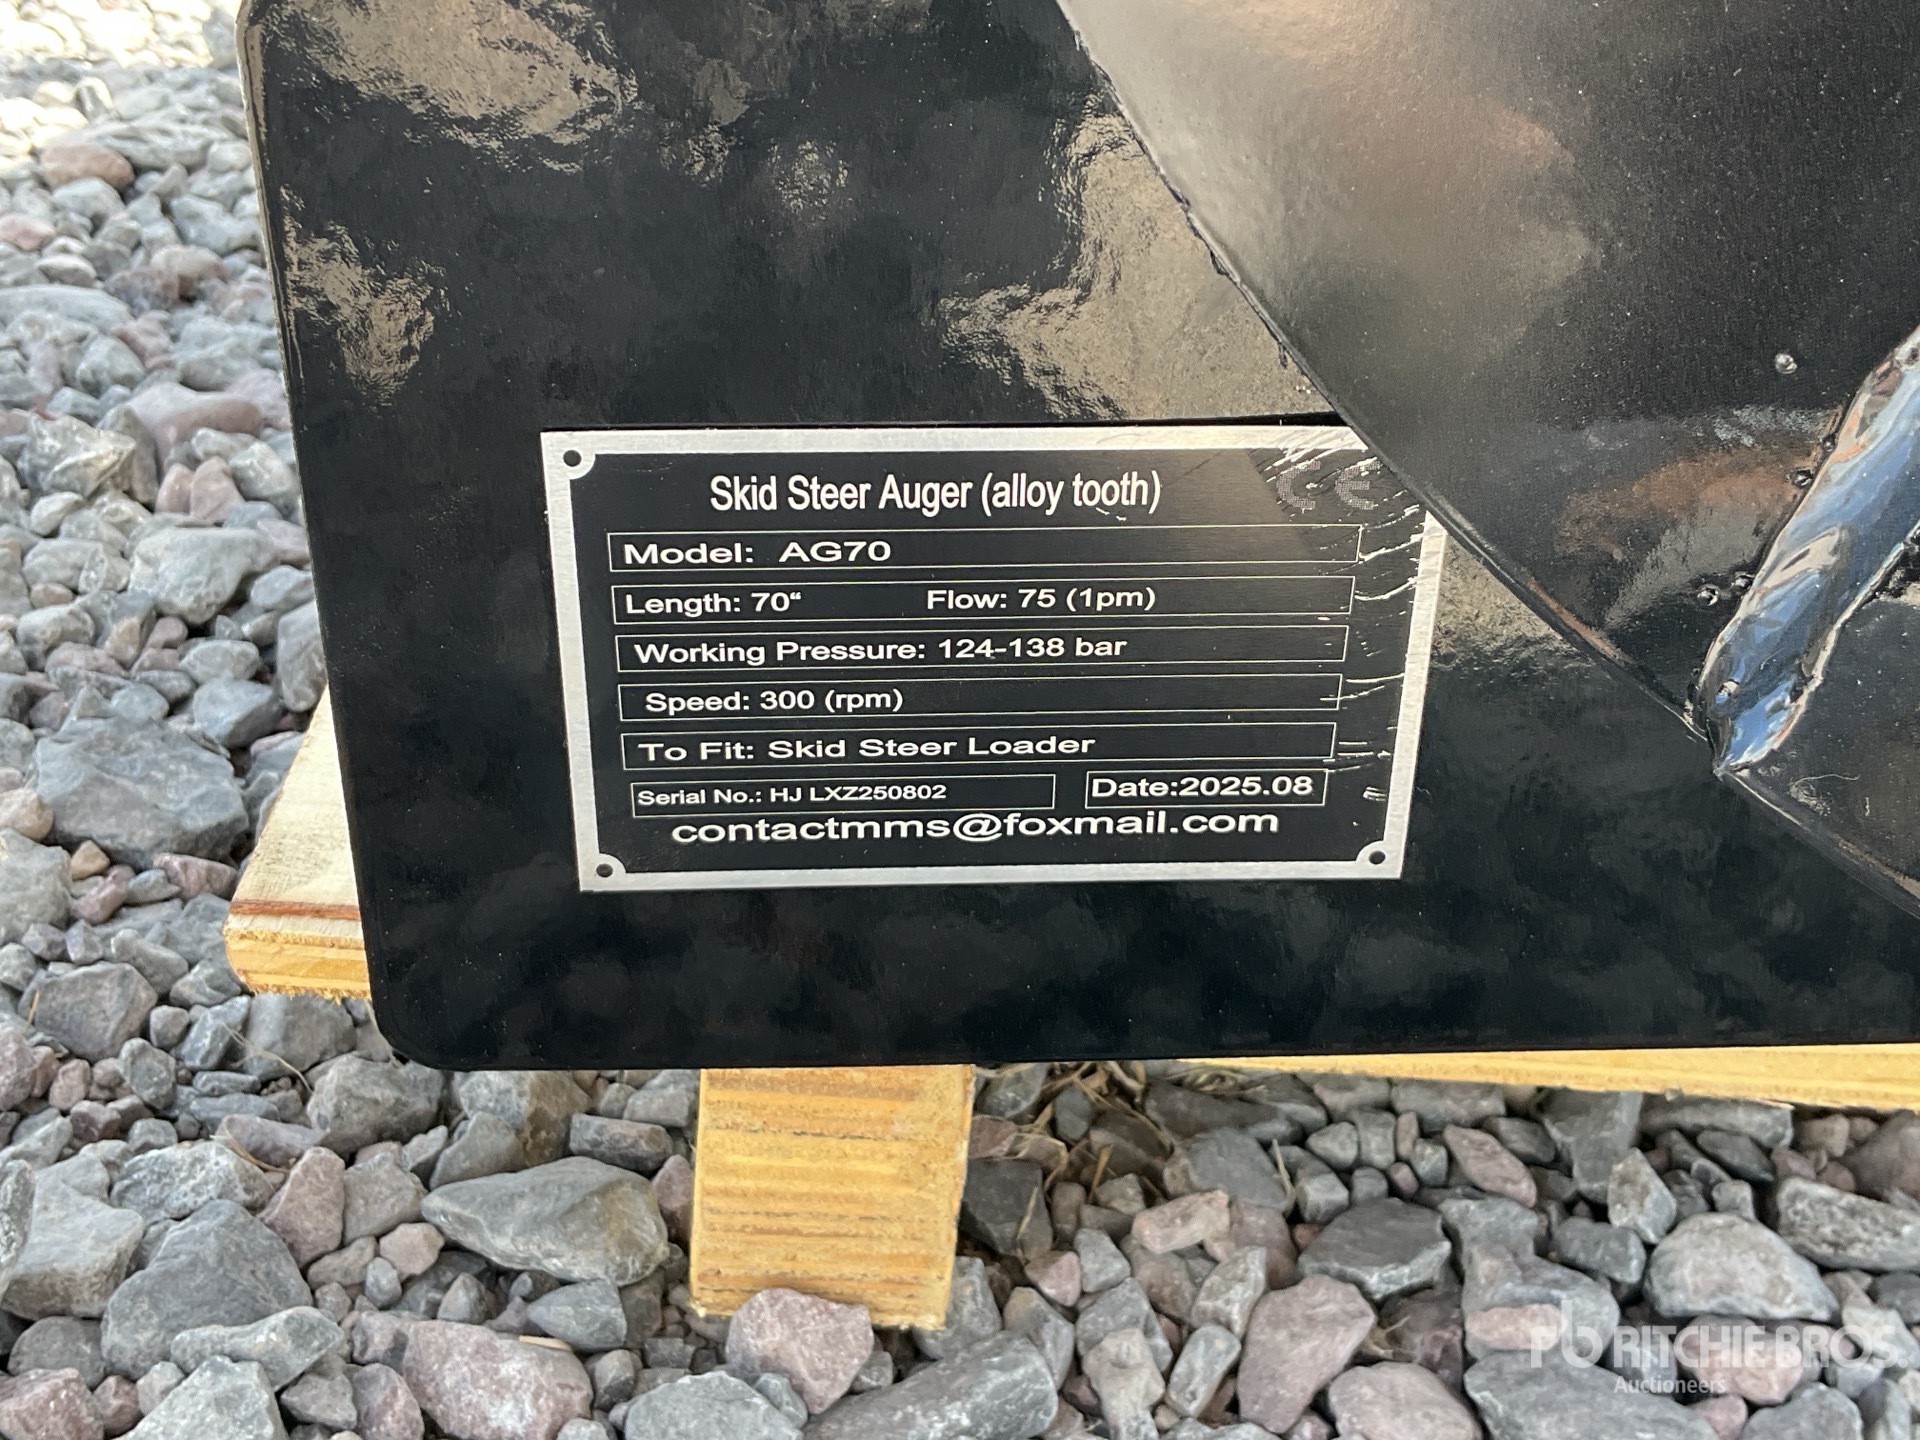 Skid Steer Auger (alloy tooth)
CE
Model: AG70
Length: 70“ Flow: 75 (1pm)
Working Pressure: 124-138 bar
Speed: 300 (rpm)
To Fit: Skid Steer Loader
Serial No.: HJ LXZ250802 Date:2025.08
contactmms@foxmail.com
rb RITCHIE BROS.
Auctioneers